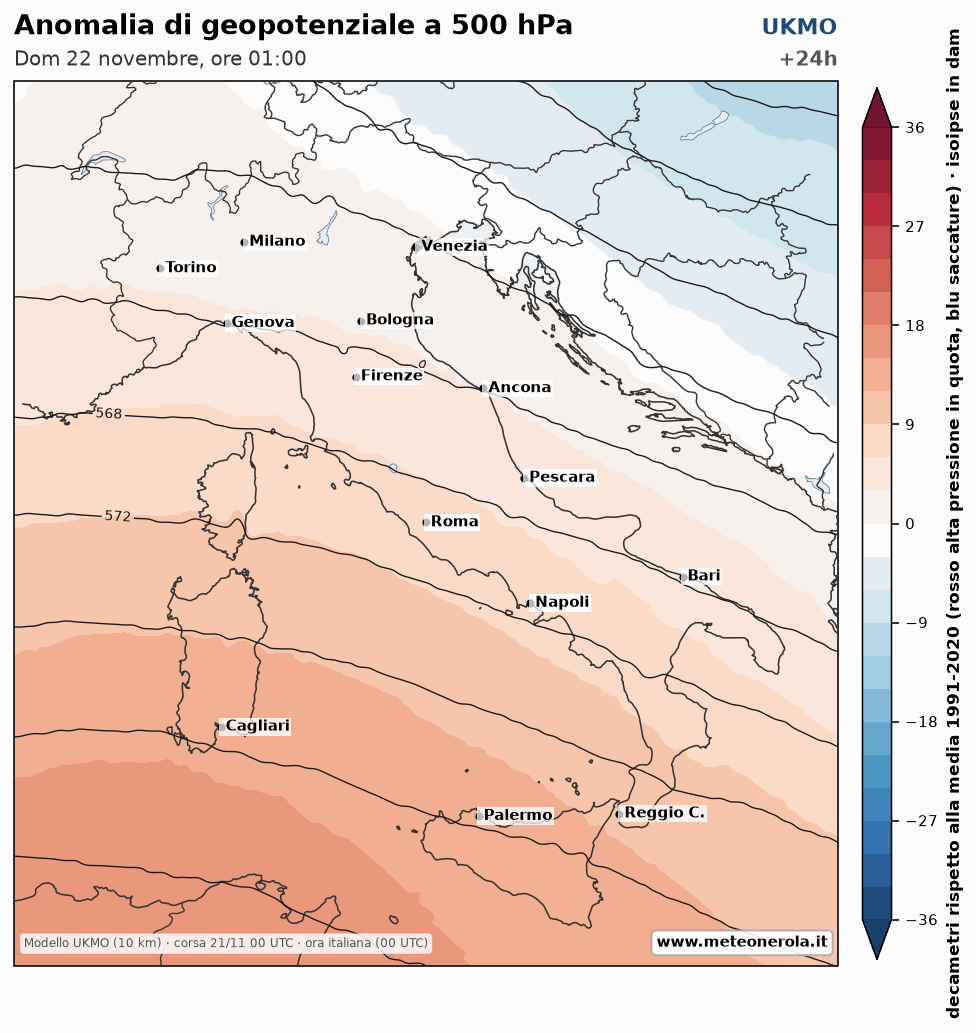 Anomalia di geopotenziale a 500 hPa
UKMO
Dom 22 novembre, ore 01:00
+24h
Milano
Venezia
Torino
Genova
Bologna
Firenze
Ancona
568
Pescara
572
Roma
Bari
Napoli
Cagliari
Palermo
Reggio C.
Modello UKMO (10 km) · corsa 21/11 00 UTC · ora italiana (00 UTC)
www.meteonerola.it
36
27
18
9
0
−9
−18
−27
−36
decametri rispetto alla media 1991-2020 (rosso alta pressione in quota, blu saccature) · isoipse in dam